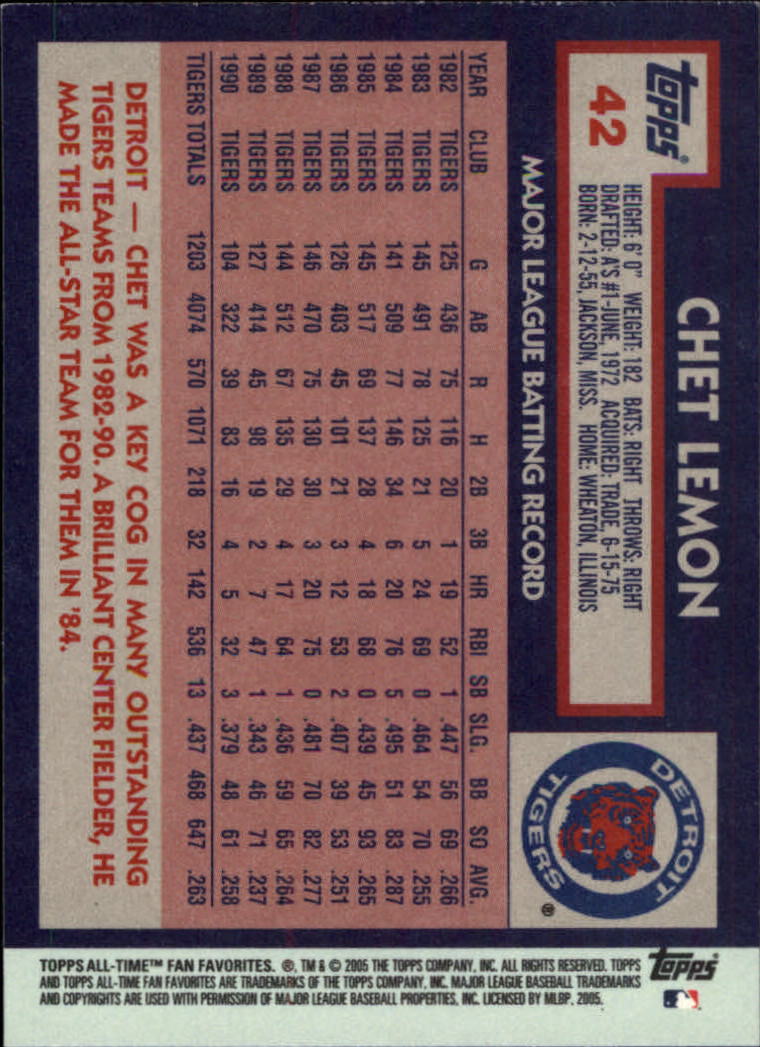 topps®
42
CHET LEMON
HEIGHT: 6' 0" WEIGHT: 182 BATS: RIGHT THROWS: RIGHT
DRAFTED: A'S #1-JUNE, 1972 ACQUIRED: TRADE, 6-15-75
BORN: 2-12-55, JACKSON, MISS. HOME: WHEATON, ILLINOIS
DETROIT
TIGERS
®
MAJOR LEAGUE BATTING RECORD
YEAR CLUB G AB R H 2B 3B HR RBI SB SLG. BB SO AVG.
1982 TIGERS 125 436 75 116 20 1 19 52 1 .447 56 69 .266
1983 TIGERS 145 491 78 125 21 5 24 69 0 .464 54 70 .255
1984 TIGERS 141 509 77 146 34 6 20 76 5 .495 51 83 .287
1985 TIGERS 145 517 69 137 28 4 18 68 0 .439 45 93 .265
1986 TIGERS 126 403 45 101 21 3 12 53 2 .407 39 53 .251
1987 TIGERS 146 470 75 130 30 3 20 75 0 .481 70 82 .277
1988 TIGERS 144 512 67 135 29 4 17 64 1 .436 59 65 .264
1989 TIGERS 127 414 45 98 19 2 7 47 1 .343 46 71 .237
1990 TIGERS 104 322 39 83 16 4 5 32 3 .379 48 61 .258
TIGERS TOTALS 1203 4074 570 1071 218 32 142 536 13 .437 468 647 .263
DETROIT — CHET WAS A KEY COG IN MANY OUTSTANDING
TIGERS TEAMS FROM 1982-90. A BRILLIANT CENTER FIELDER, HE
MADE THE ALL-STAR TEAM FOR THEM IN '84.
TOPPS ALL-TIME™ FAN FAVORITES. ®, TM & © 2005 THE TOPPS COMPANY, INC. ALL RIGHTS RESERVED. TOPPS
AND TOPPS ALL-TIME FAN FAVORITES ARE TRADEMARKS OF THE TOPPS COMPANY, INC. MAJOR LEAGUE BASEBALL TRADEMARKS
AND COPYRIGHTS ARE USED WITH PERMISSION OF MAJOR LEAGUE BASEBALL PROPERTIES, INC. LICENSED BY MLBP. 2005.
topps